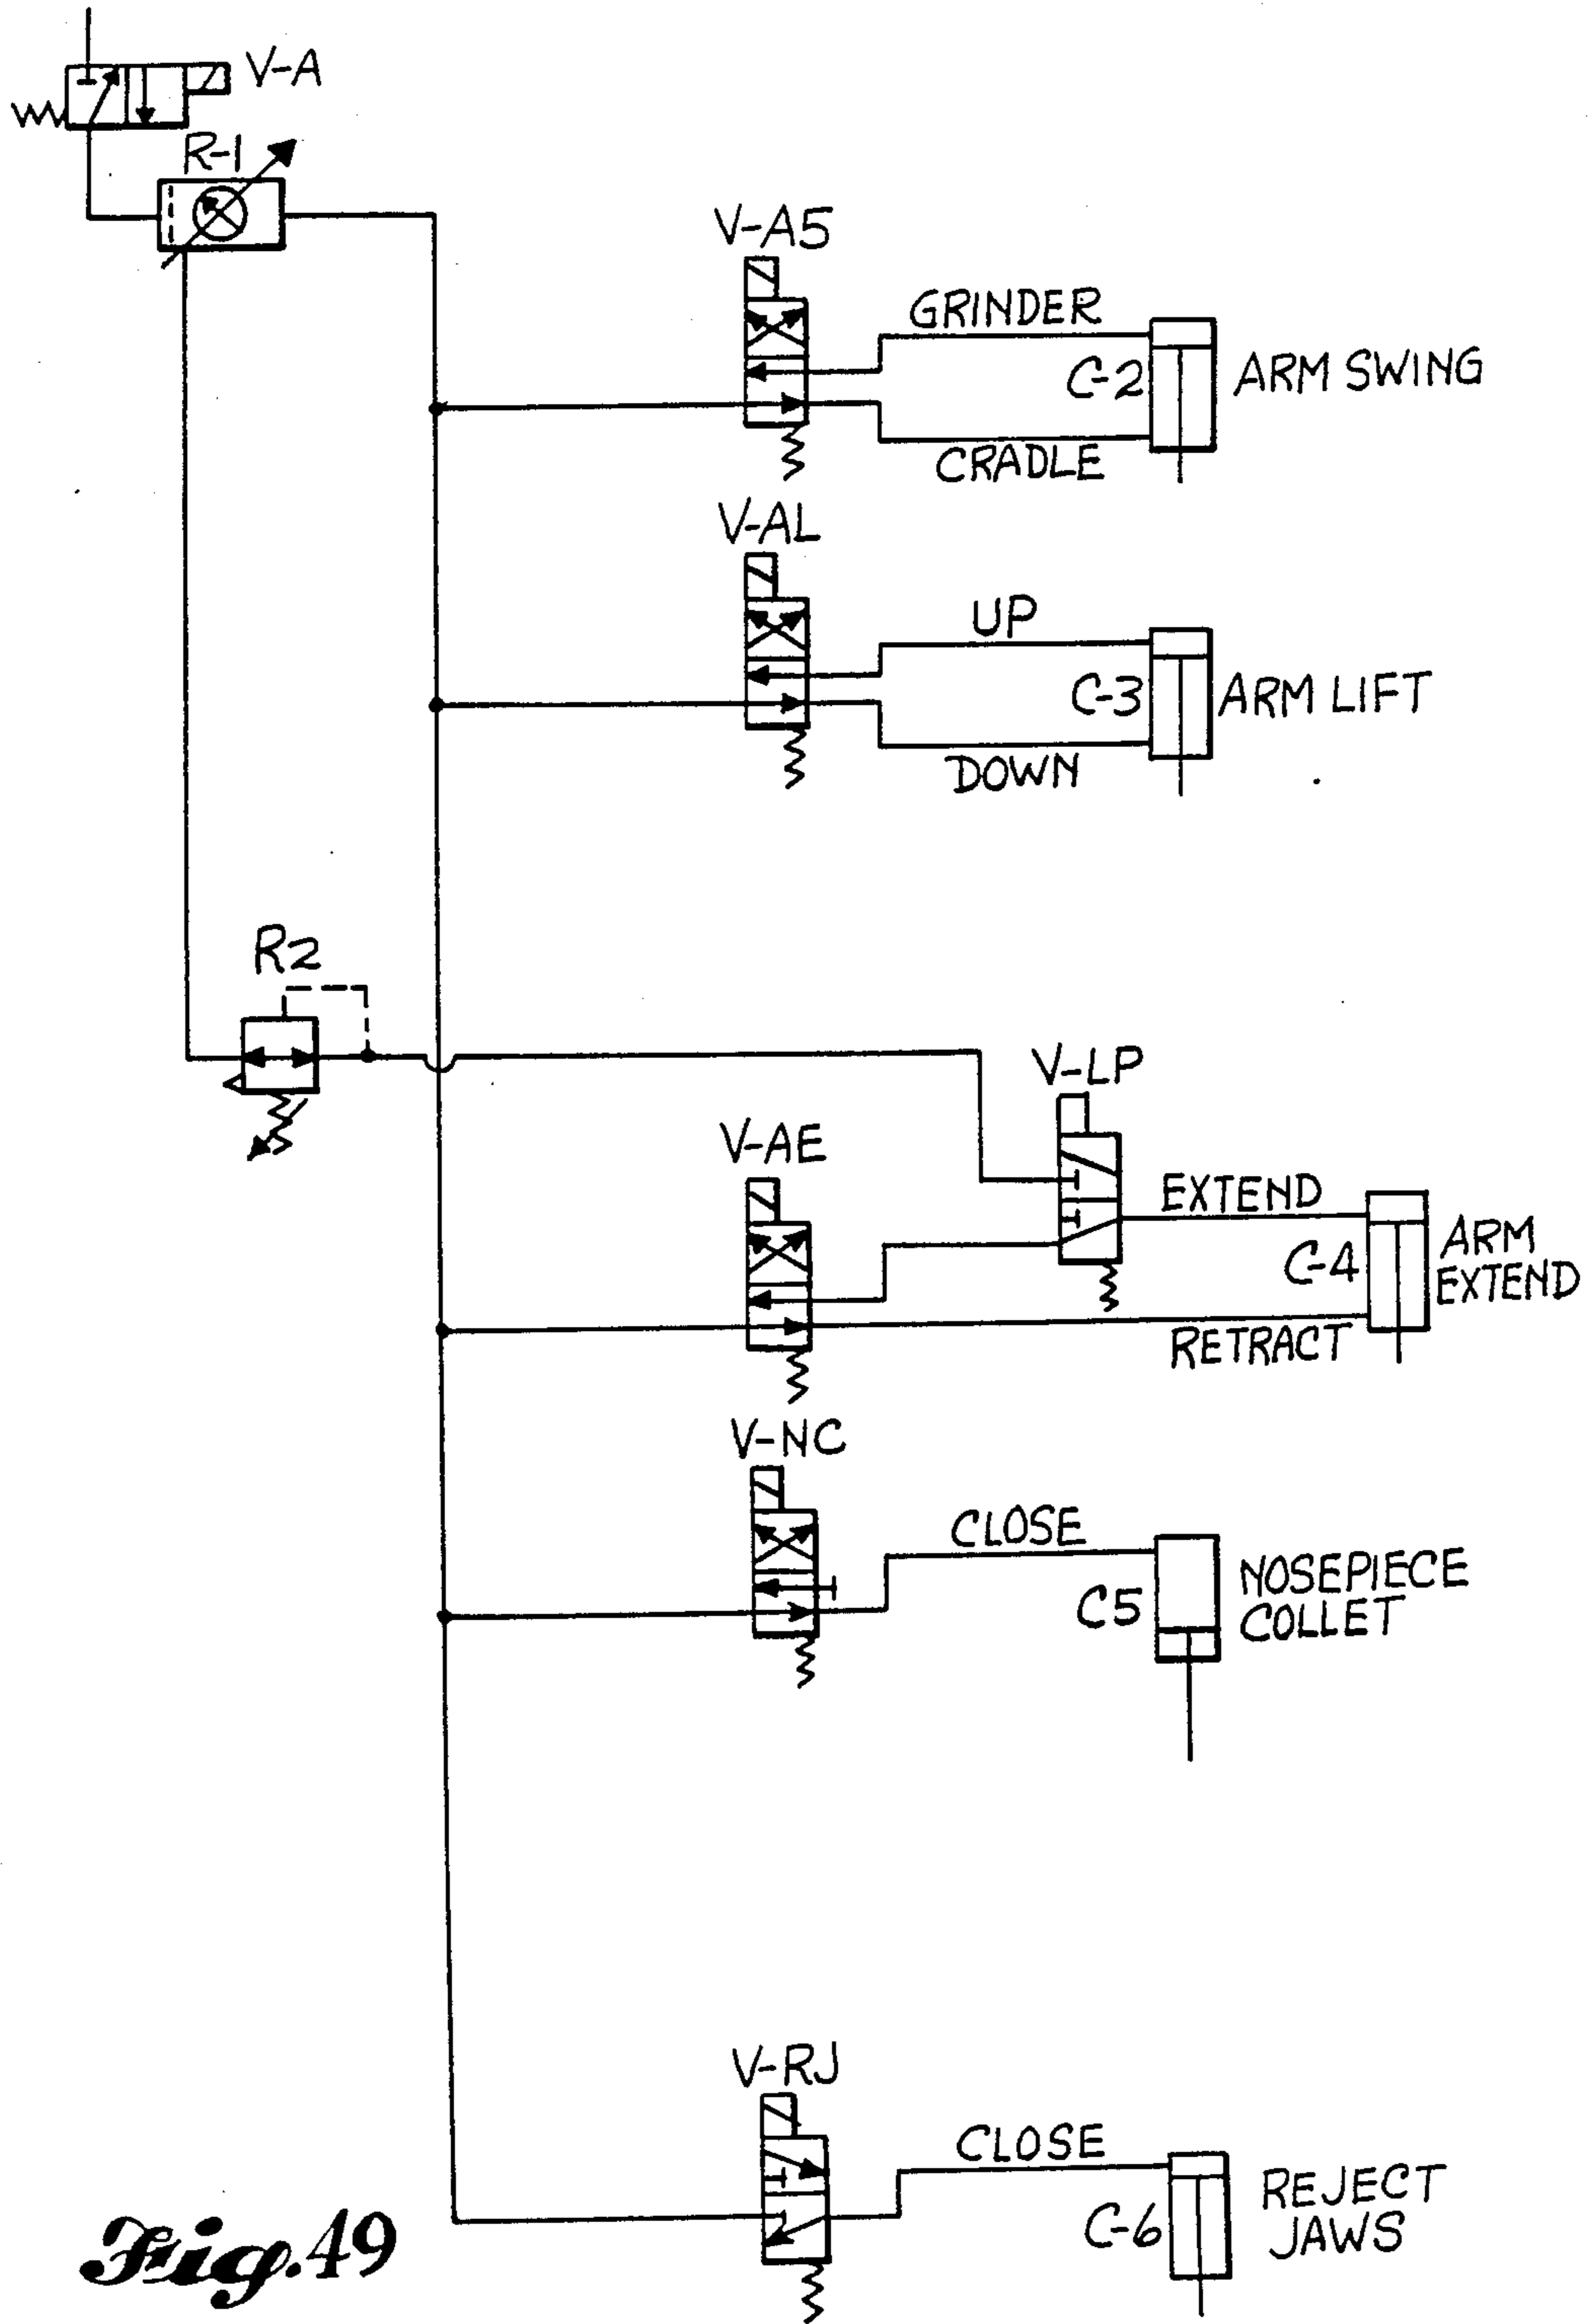 V-A
R-1
V-A5
GRINDER
C-2
ARM SWING
CRADLE
V-AL
UP
C-3
ARM LIFT
DOWN
R2
V-LP
V-AE
EXTEND
C-4
ARM
EXTEND
RETRACT
V-NC
CLOSE
C5
NOSEPIECE
COLLET
V-RJ
CLOSE
C-6
REJECT
JAWS
Fig.49